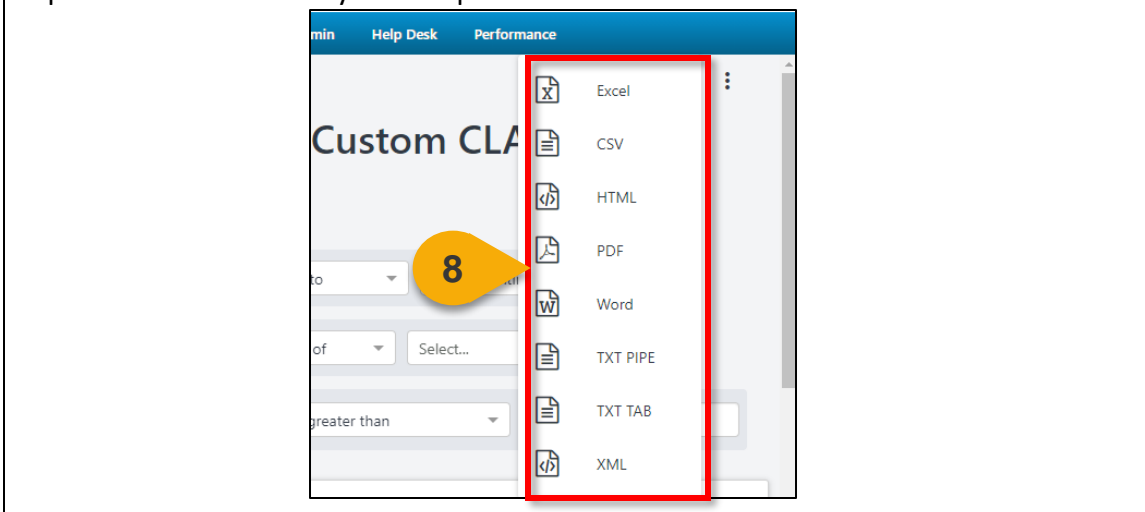 min Help Desk Performance
Excel
Custom CLA
CSV
HTML
PDF
8
to
Word
of Select...
TXT PIPE
TXT TAB
greater than
XML